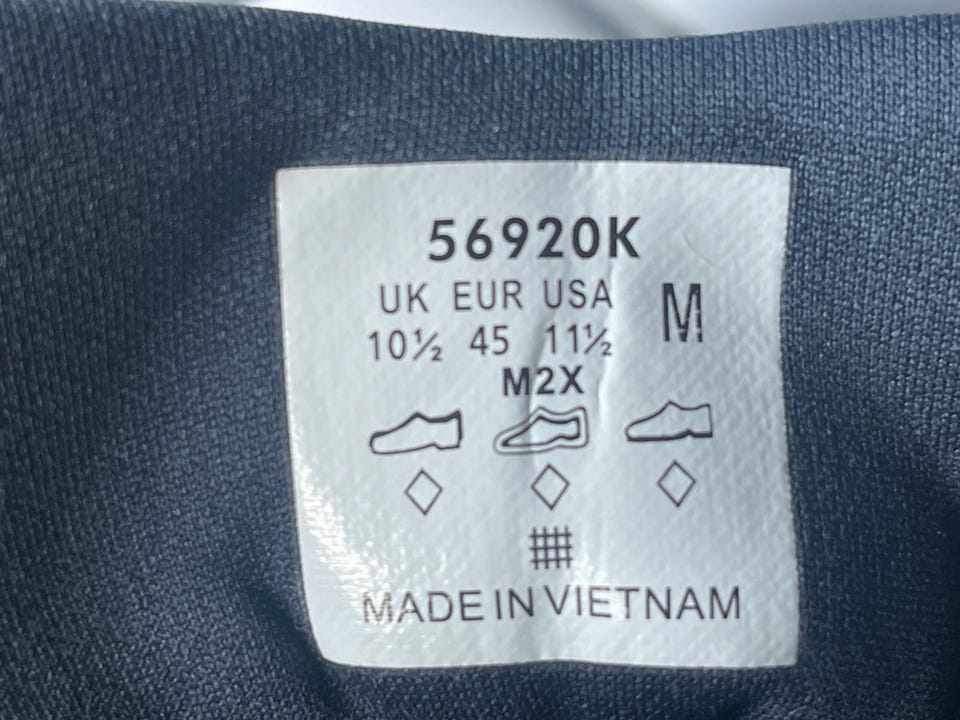 56920K
UK EUR USA M
10½ 45 11½
M2X
MADE IN VIETNAM